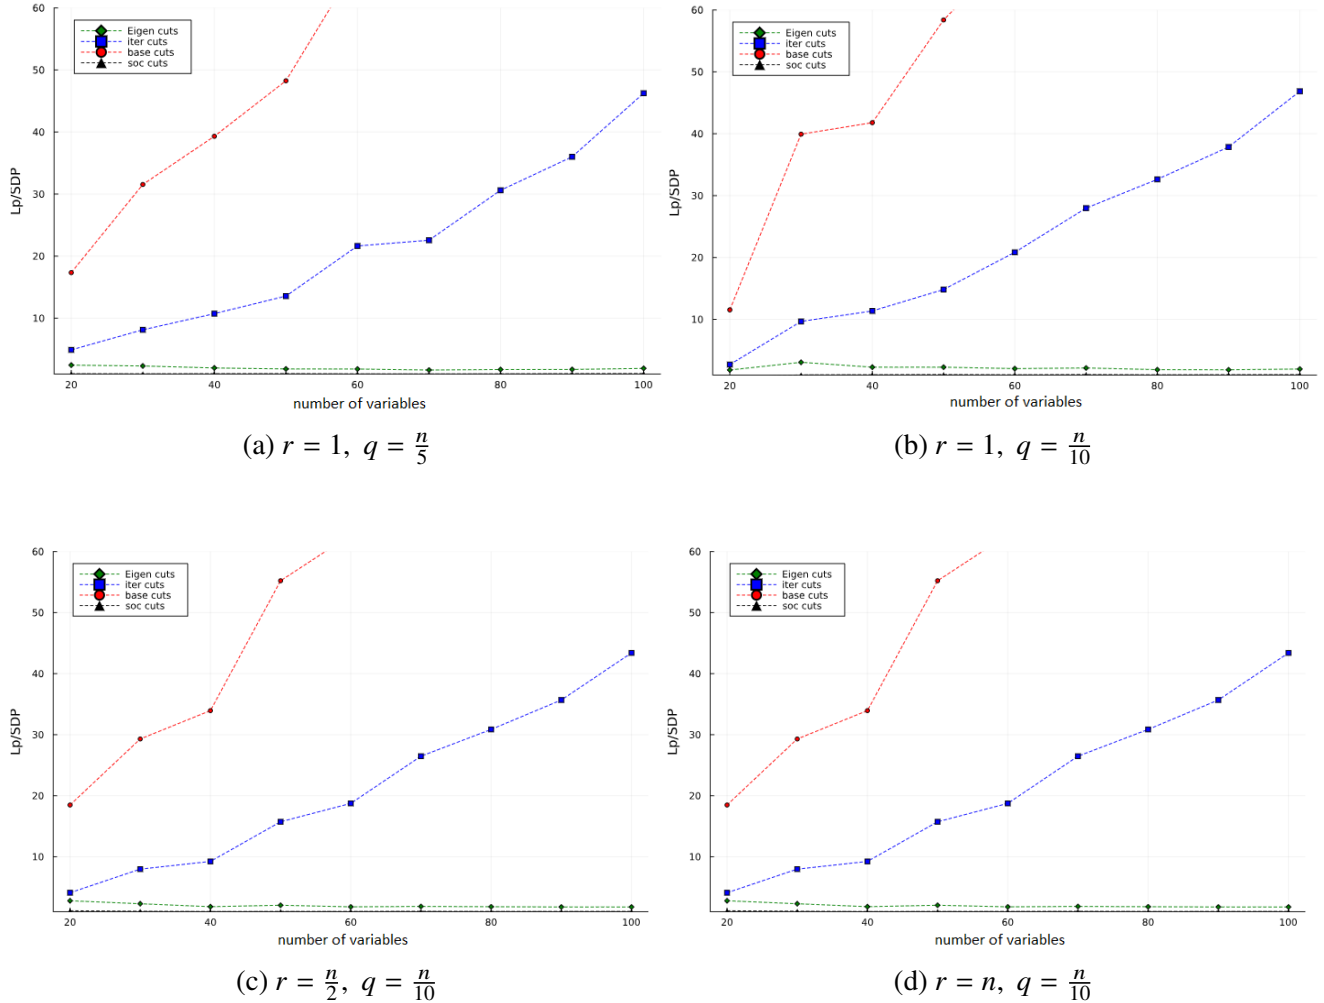 60
50
40
30
20
10
Lp/SDP
Eigen cuts
iter cuts
base cuts
soc cuts
20 40 60 80 100
number of variables
(a) r = 1, q = n/5
60
50
40
30
20
10
Lp/SDP
Eigen cuts
iter cuts
base cuts
soc cuts
20 40 60 80 100
number of variables
(b) r = 1, q = n/10
60
50
40
30
20
10
Lp/SDP
Eigen cuts
iter cuts
base cuts
soc cuts
20 40 60 80 100
number of variables
(c) r = n/2, q = n/10
60
50
40
30
20
10
Lp/SDP
Eigen cuts
iter cuts
base cuts
soc cuts
20 40 60 80 100
number of variables
(d) r = n, q = n/10